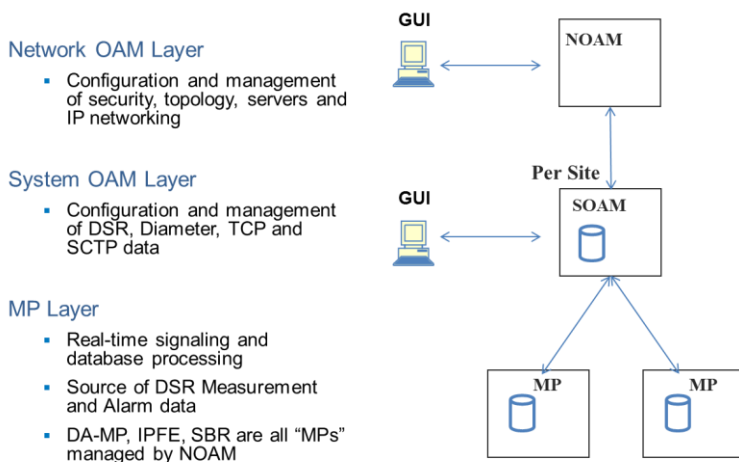 Network OAM Layer
▪ Configuration and management
of security, topology, servers and
IP networking
System OAM Layer
▪ Configuration and management
of DSR, Diameter, TCP and
SCTP data
MP Layer
▪ Real-time signaling and
database processing
▪ Source of DSR Measurement
and Alarm data
▪ DA-MP, IPFE, SBR are all “MPs”
managed by NOAM
GUI
NOAM
Per Site
GUI
SOAM
MP
MP